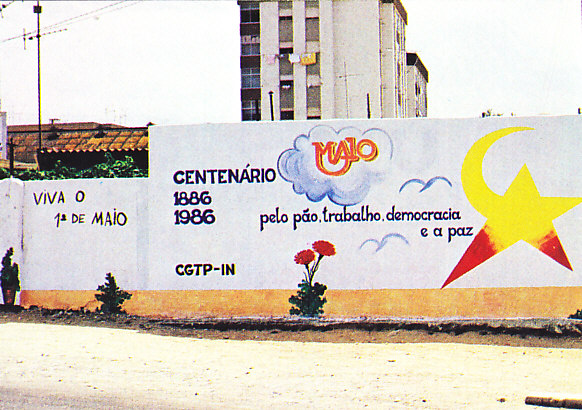 VIVA O
1º DE MAIO
CENTENÁRIO
1886
1986
MAIO
pelo pão, trabalho, democracia
e a paz
CGTP-IN